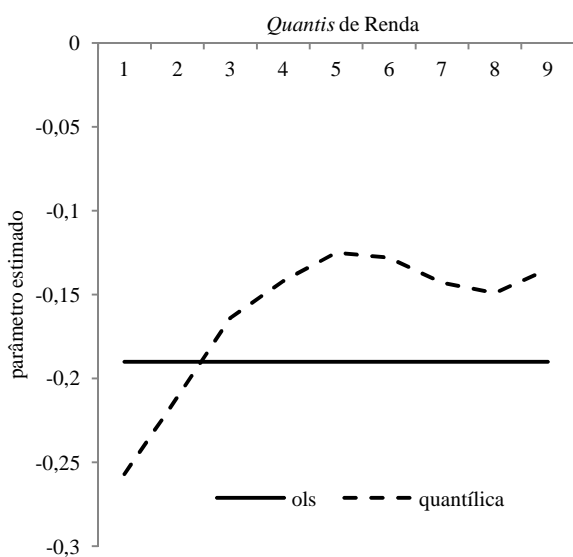 Quantis de Renda
0
1 2 3 4 5 6 7 8 9
-0,05
-0,1
-0,15
-0,2
-0,25
-0,3
parâmetro estimado
ols quantílica